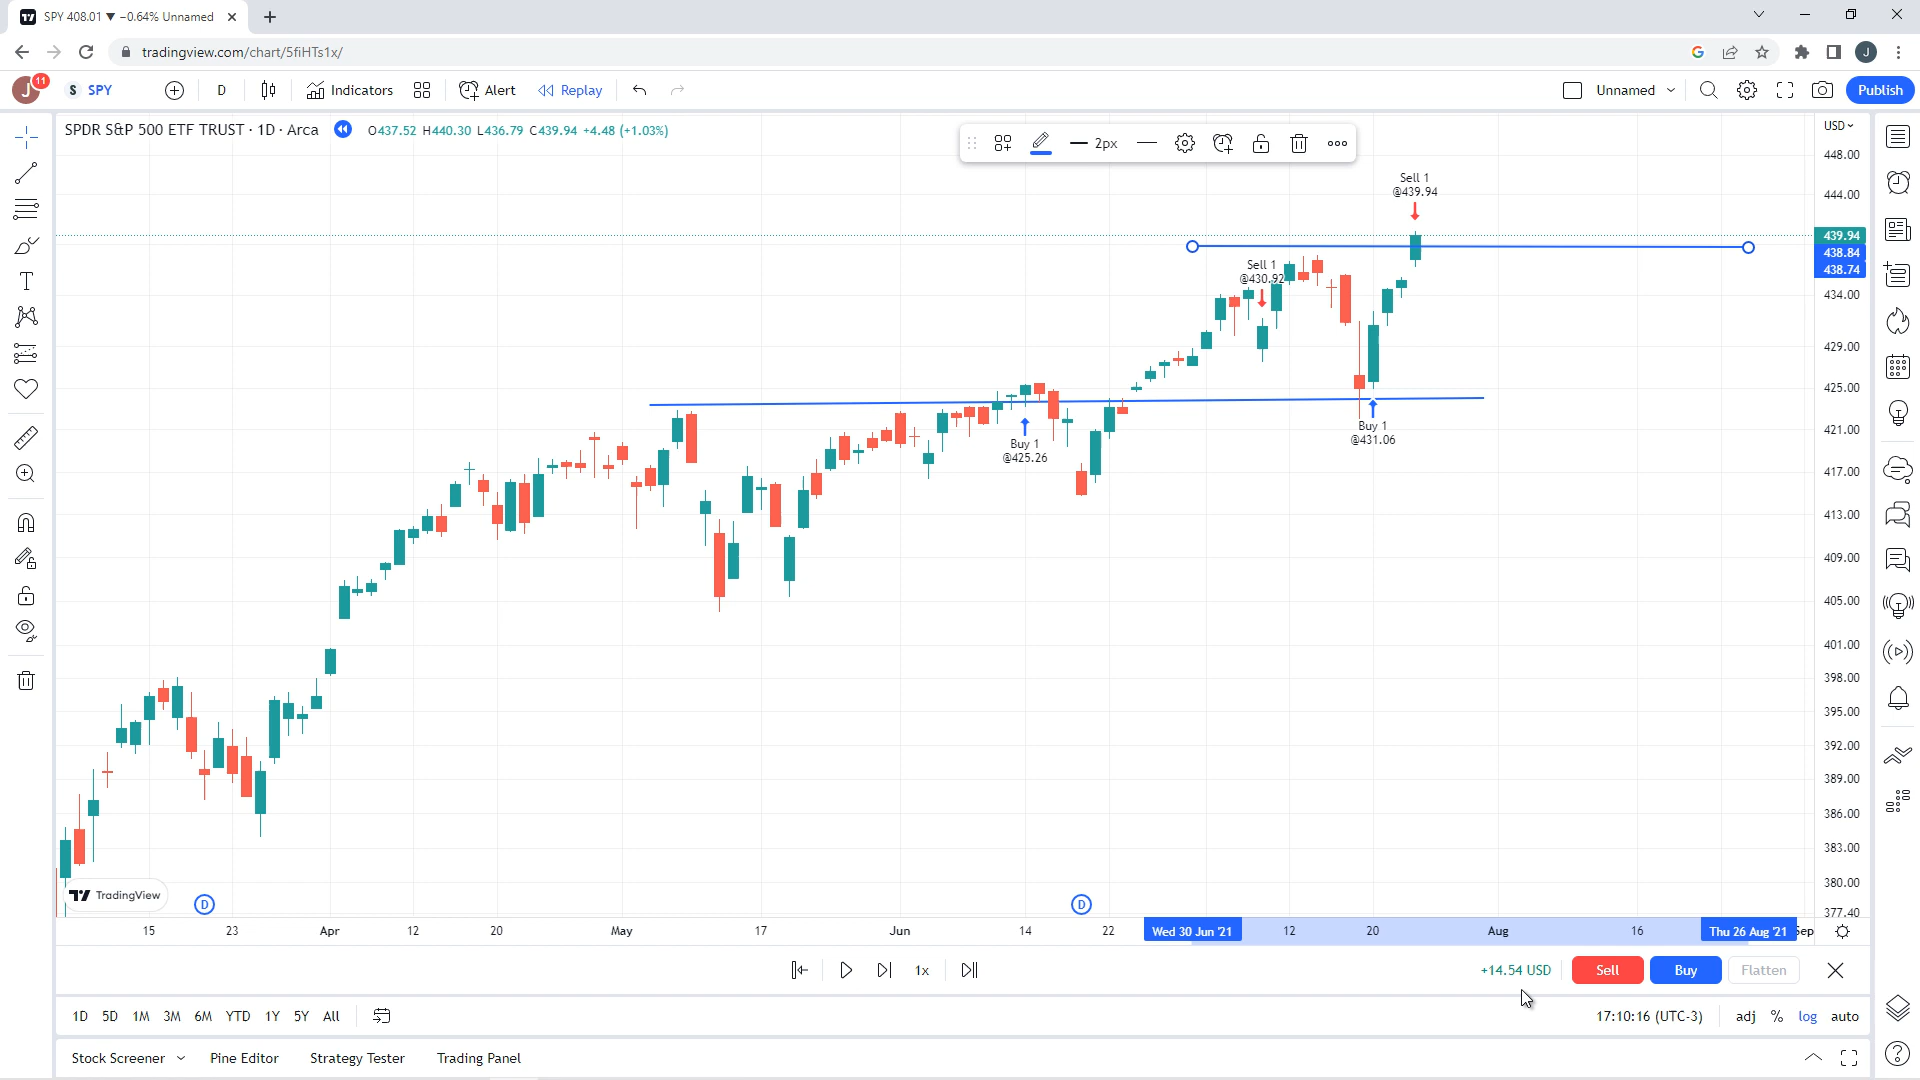 SPY 408.01 ▼ −0.64% Unnamed
tradingview.com/chart/5fiHTs1x/
J
J 11
S SPY
D
Indicators
Alert
Replay
Unnamed
Publish
SPDR S&P 500 ETF TRUST · 1D · Arca
O437.52 H440.30 L436.79 C439.94 +4.48 (+1.03%)
2px
USD
448.00
444.00
439.94
438.84
438.74
434.00
429.00
425.00
421.00
417.00
413.00
409.00
405.00
401.00
398.00
395.00
392.00
389.00
386.00
383.00
380.00
377.40
Sell 1
@439.94
Sell 1
@430.92
Buy 1
@425.26
Buy 1
@431.06
TradingView
D
D
15
23
Apr
12
20
May
17
Jun
14
22
Wed 30 Jun '21
12
20
Aug
16
Thu 26 Aug '21
Sep
1x
+14.54 USD
Sell
Buy
Flatten
1D 5D 1M 3M 6M YTD 1Y 5Y All
17:10:16 (UTC-3)
adj % log auto
Stock Screener
Pine Editor
Strategy Tester
Trading Panel